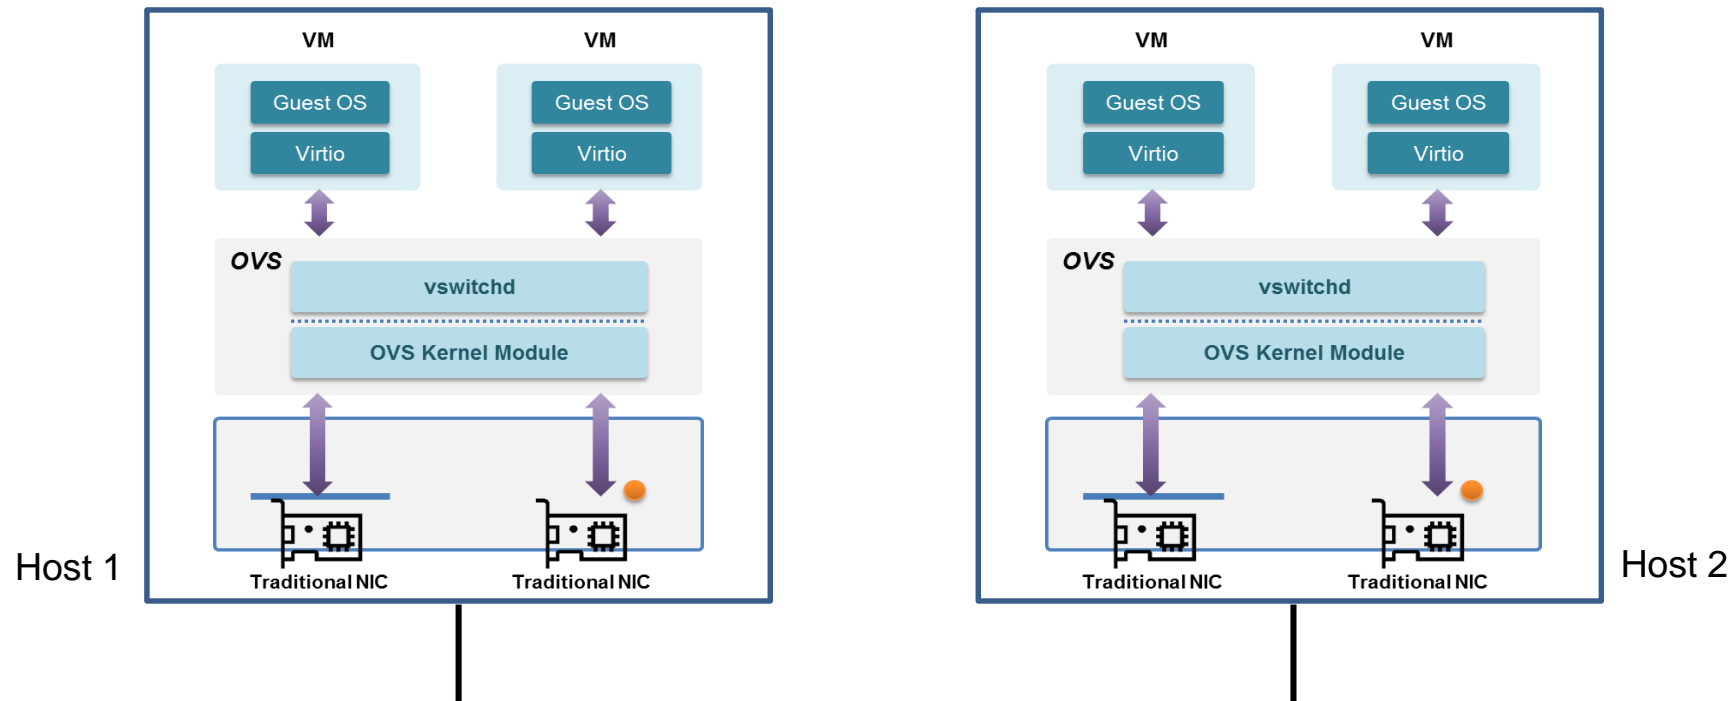 VM
VM
Guest OS
Guest OS
Virtio
Virtio
OVS
vswitchd
OVS Kernel Module
Traditional NIC
Traditional NIC
Host 1
VM
VM
Guest OS
Guest OS
Virtio
Virtio
OVS
vswitchd
OVS Kernel Module
Traditional NIC
Traditional NIC
Host 2